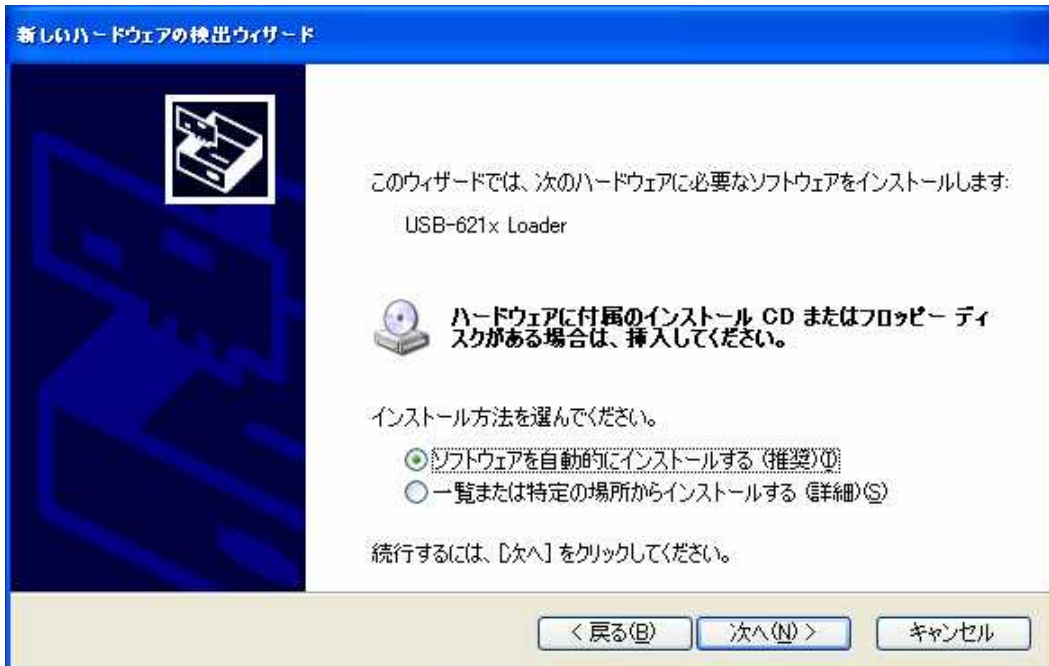 新しいハードウェアの検出ウィザード
このウィザードでは、次のハードウェアに必要なソフトウェアをインストールします:
USB-621x Loader
ハードウェアに付属のインストール CD またはフロッピー ディ
スクがある場合は、挿入してください。
インストール方法を選んでください。
ソフトウェアを自動的にインストールする (推奨)(I)
一覧または特定の場所からインストールする (詳細)(S)
続行するには、[次へ] をクリックしてください。
< 戻る(B)
次へ(N) >
キャンセル